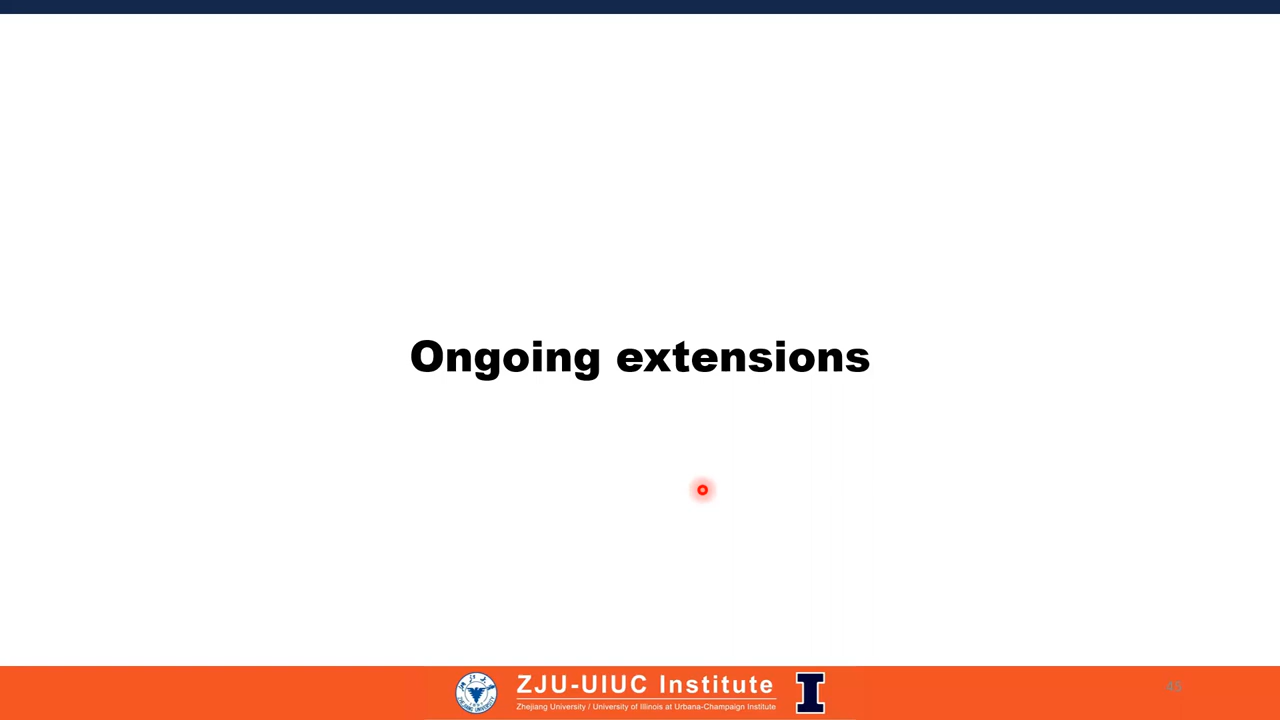 Ongoing extensions
ZJU-UIUC Institute
Zhejiang University / University of Illinois at Urbana-Champaign Institute